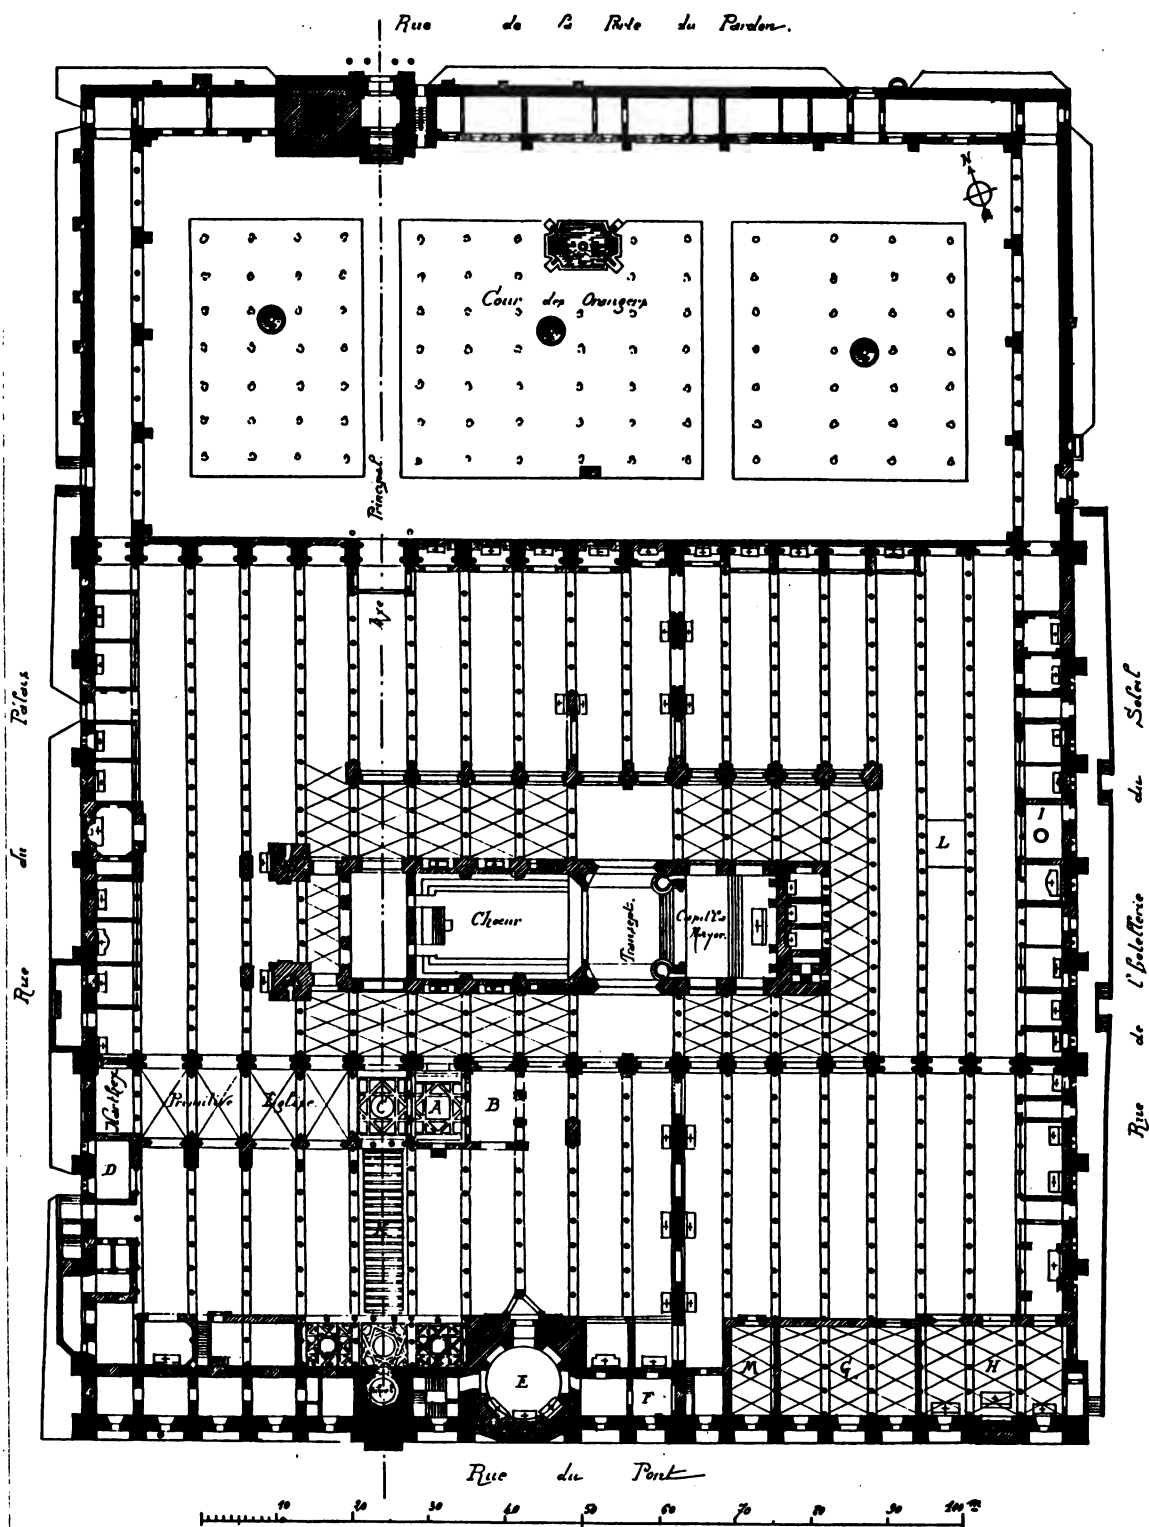 Rue de la Porte du Pardon.
N
Cour des Orangers
Axe Principal
Rue du Palais
Rue de l'hotellerie du Soleil
I
L
Chœur
Transept.
Capilla Mayor.
Narthex
Primitive Eglise.
C
A
B
D
K
E
F
M
G
H
Rue du Pont
10 20 30 40 50 60 70 80 90 100 m